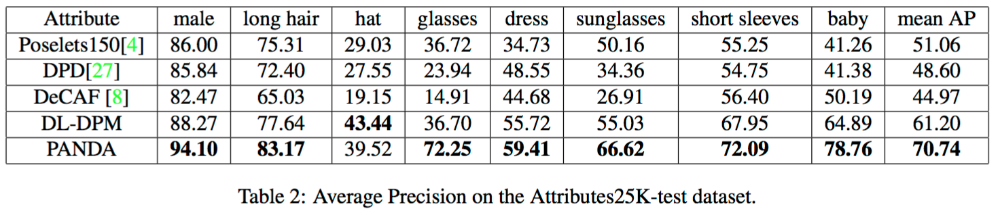 Attribute male long hair hat glasses dress sunglasses short sleeves baby mean AP
Poselets150[4] 86.00 75.31 29.03 36.72 34.73 50.16 55.25 41.26 51.06
DPD[27] 85.84 72.40 27.55 23.94 48.55 34.36 54.75 41.38 48.60
DeCAF [8] 82.47 65.03 19.15 14.91 44.68 26.91 56.40 50.19 44.97
DL-DPM 88.27 77.64 43.44 36.70 55.72 55.03 67.95 64.89 61.20
PANDA 94.10 83.17 39.52 72.25 59.41 66.62 72.09 78.76 70.74
Table 2: Average Precision on the Attributes25K-test dataset.